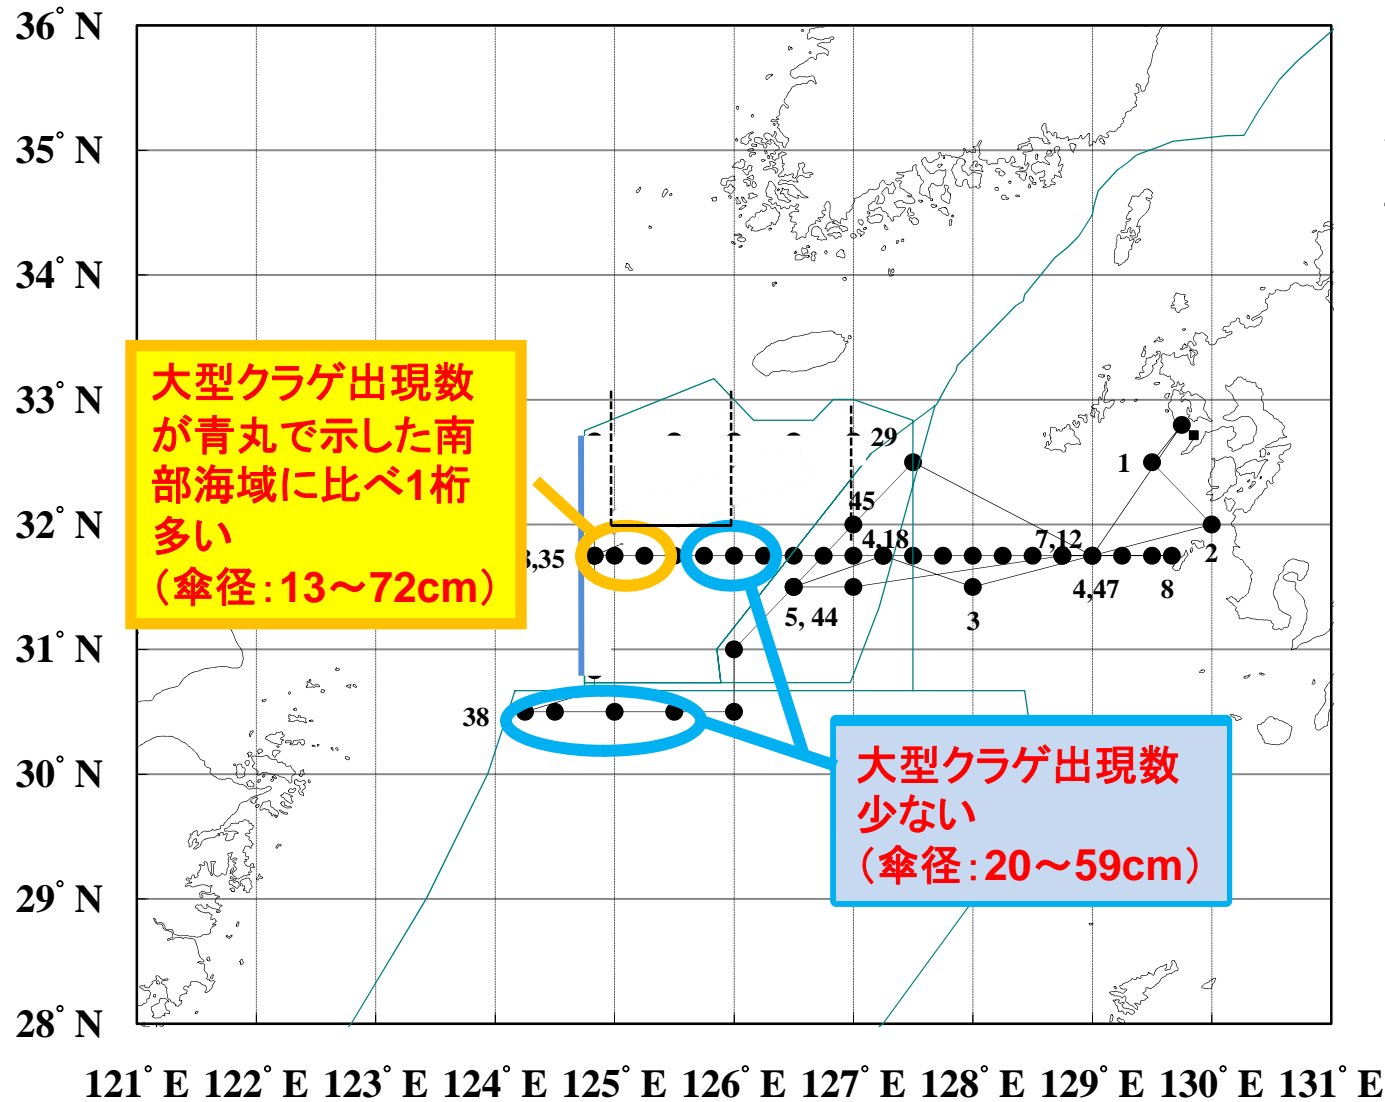 36° N
35° N
34° N
33° N
32° N
31° N
30° N
29° N
28° N
121° E 122° E 123° E 124° E 125° E 126° E 127° E 128° E 129° E 130° E 131° E
大型クラゲ出現数
が青丸で示した南
部海域に比べ1桁
多い
（傘径：13～72cm）
29
1
45
4,18
7,12
2
,35
5, 44
3
4,47
8
38
大型クラゲ出現数
少ない
（傘径：20～59cm）